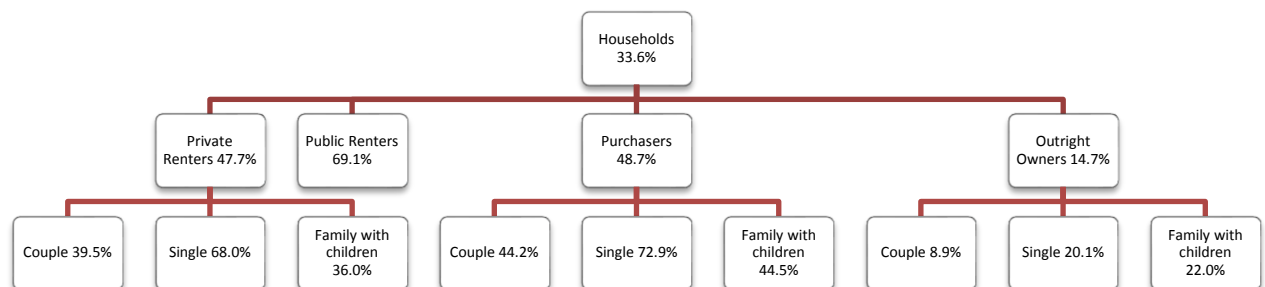 Households
33.6%
Private
Renters 47.7%
Public Renters
69.1%
Purchasers
48.7%
Outright
Owners 14.7%
Couple 39.5%
Single 68.0%
Family with
children
36.0%
Couple 44.2%
Single 72.9%
Family with
children
44.5%
Couple 8.9%
Single 20.1%
Family with
children
22.0%